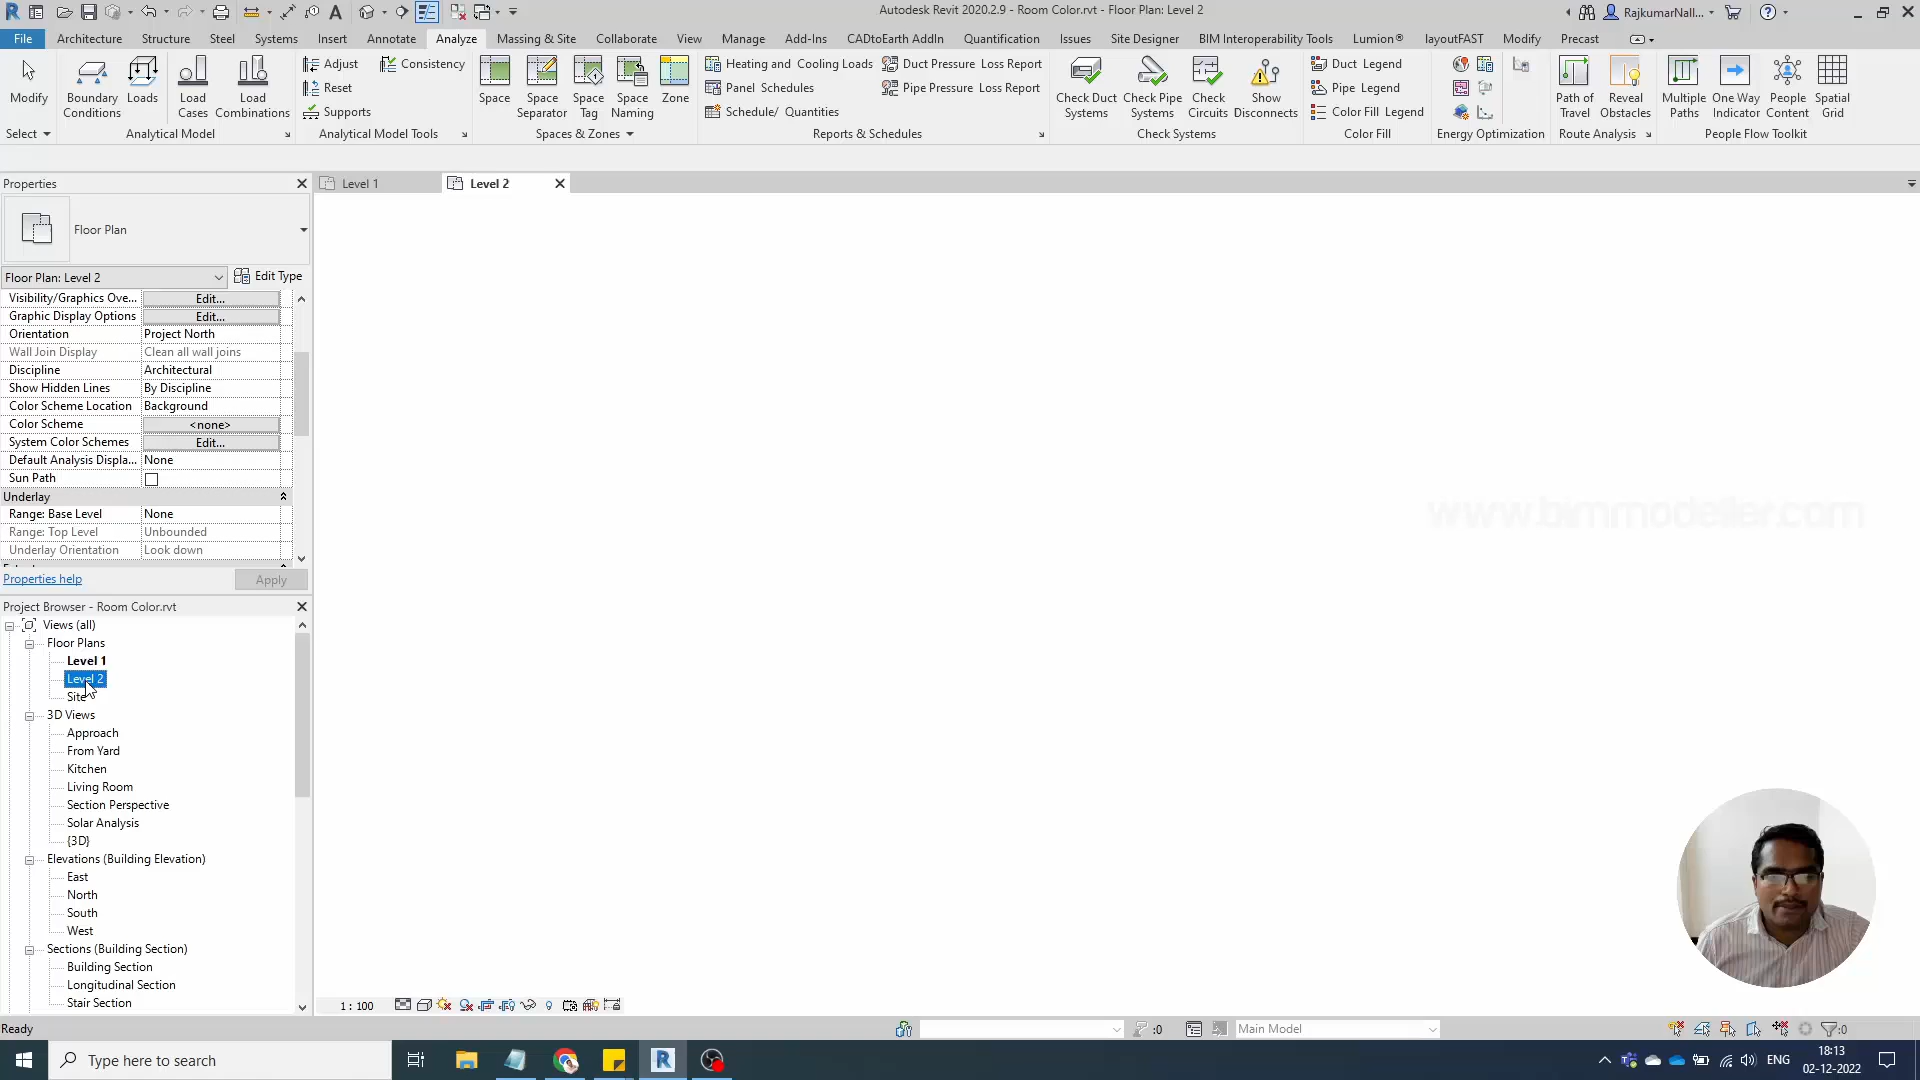 Autodesk Revit 2020.2.9 - Room Color.rvt - Floor Plan: Level 2
RajkumarNall...
File Architecture Structure Steel Systems Insert Annotate Analyze Massing & Site Collaborate View Manage Add-Ins CADtoEarth AddIn Quantification Issues Site Designer BIM Interoperability Tools Lumion® layoutFAST Modify Precast
Adjust Consistency Heating and Cooling Loads Duct Pressure Loss Report Duct Legend
Reset Panel Schedules Pipe Pressure Loss Report Pipe Legend
Supports Schedule/ Quantities Color Fill Legend
Modify Boundary Conditions Loads Load Cases Load Combinations Space Space Separator Space Tag Space Naming Zone Check Duct Systems Check Pipe Systems Check Circuits Show Disconnects Path of Travel Reveal Obstacles Multiple Paths One Way Indicator People Content Spatial Grid
Select Analytical Model Analytical Model Tools Spaces & Zones Reports & Schedules Check Systems Color Fill Energy Optimization Route Analysis People Flow Toolkit
Properties
Level 1 Level 2
Floor Plan
Floor Plan: Level 2 Edit Type
Visibility/Graphics Ove... Edit...
Graphic Display Options Edit...
Orientation Project North
Wall Join Display Clean all wall joins
Discipline Architectural
Show Hidden Lines By Discipline
Color Scheme Location Background
Color Scheme <none>
System Color Schemes Edit...
Default Analysis Displa... None
Sun Path
Underlay
Range: Base Level None
Range: Top Level Unbounded
Underlay Orientation Look down
Properties help Apply
www.bimmodeller.com
Project Browser - Room Color.rvt
Views (all)
Floor Plans
Level 1
Level 2
Site
3D Views
Approach
From Yard
Kitchen
Living Room
Section Perspective
Solar Analysis
{3D}
Elevations (Building Elevation)
East
North
South
West
Sections (Building Section)
Building Section
Longitudinal Section
Stair Section
1 : 100
Ready
:0
Main Model
:0
Type here to search
ENG
18:13
02-12-2022